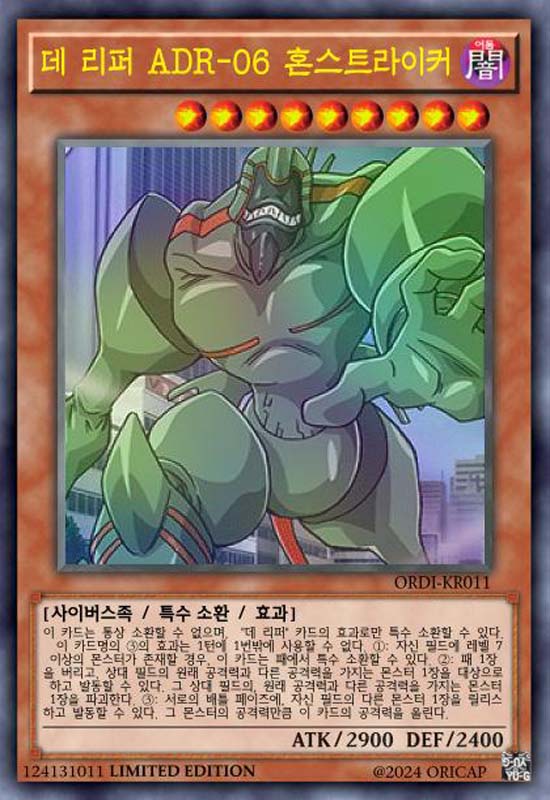 데 리퍼 ADR-06 혼스트라이커
어둠
闇
ORDI-KR011
[사이버스족 / 특수 소환 / 효과]
이 카드는 통상 소환할 수 없으며, "데 리퍼" 카드의 효과로만 특수 소환할 수 있다.
이 카드명의 ③의 효과는 1턴에 1번밖에 사용할 수 없다. ①: 자신 필드에 레벨 7
이상의 몬스터가 존재할 경우, 이 카드는 패에서 특수 소환할 수 있다. ②: 패 1장
을 버리고, 상대 필드의 원래 공격력과 다른 공격력을 가지는 몬스터 1장을 대상으로
하고 발동할 수 있다. 그 상대 필드의, 원래 공격력과 다른 공격력을 가지는 몬스터
1장을 파괴한다 ③: 서로의 배틀 페이즈에, 자신 필드의 다른 몬스터 1장을 릴리스
하고 발동할 수 있다. 그 몬스터의 공격력만큼 이 카드의 공격력을 올린다.
ATK/2900 DEF/2400
124131011 LIMITED EDITION
©2024 ORICAP